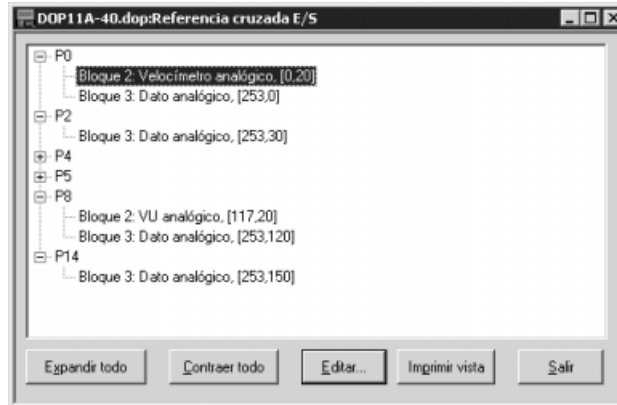 DOP11A-40.dop:Referencia cruzada E/S
P0
Bloque 2: Velocímetro analógico, [0,20]
Bloque 3: Dato analógico, [253,0]
P2
Bloque 3: Dato analógico, [253,30]
P4
P5
P8
Bloque 2: VU analógico, [117,20]
Bloque 3: Dato analógico, [253,120]
P14
Bloque 3: Dato analógico, [253,150]
Expandir todo Contraer todo Editar... Imprimir vista Salir